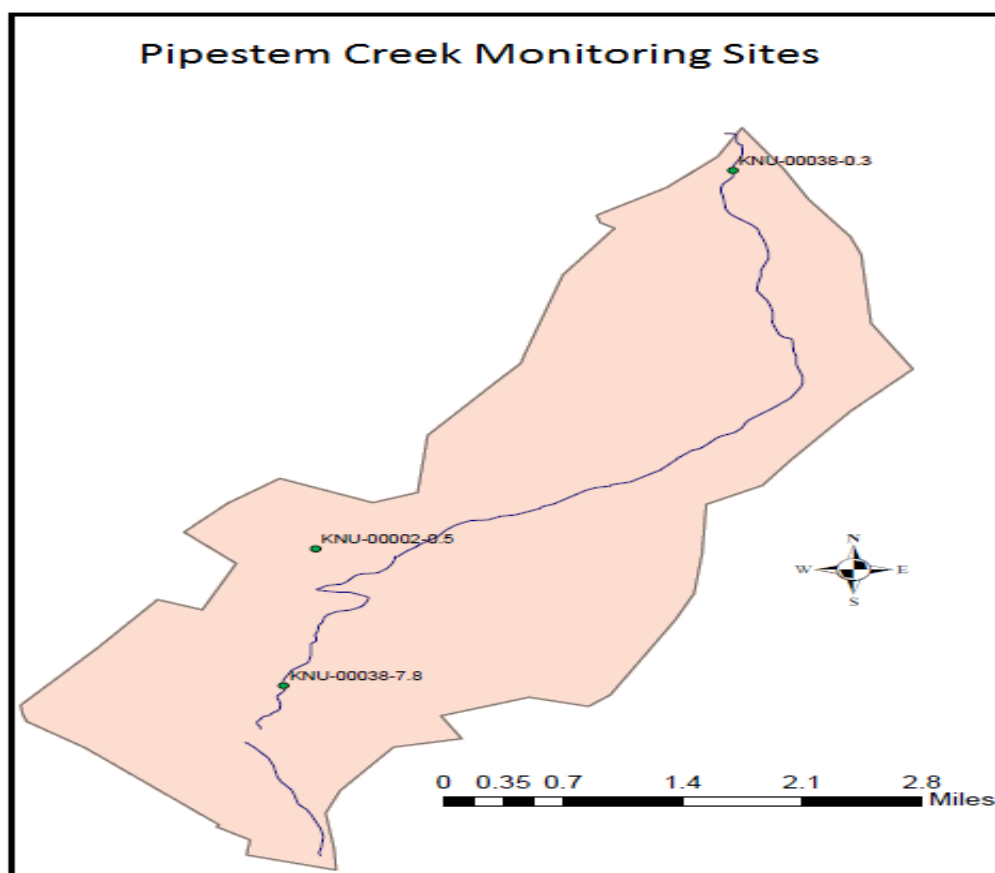 Pipestem Creek Monitoring Sites
KNU-00038-0.3
KNU-00002-0.5
N
W E
S
KNU-00038-7.8
0 0.35 0.7 1.4 2.1 2.8
Miles